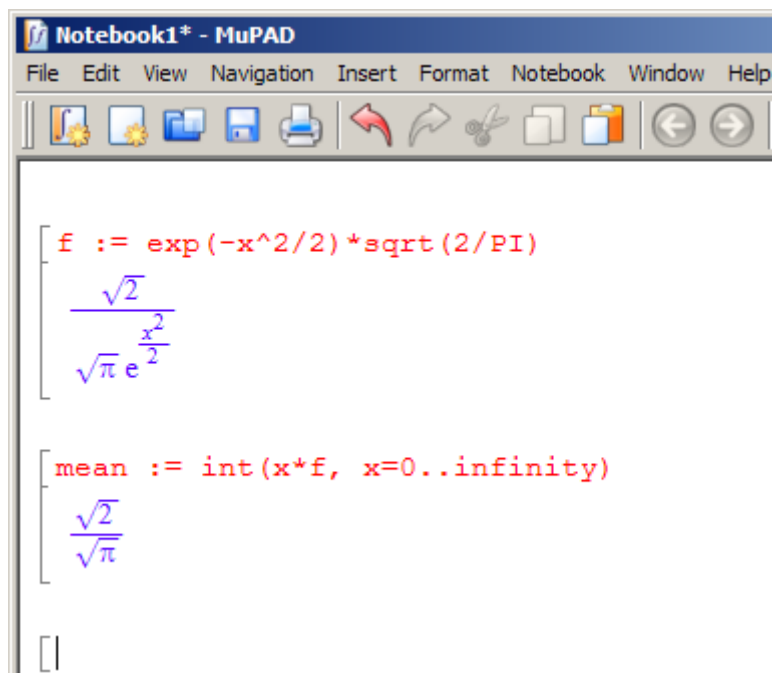 Notebook1* - MuPAD
File Edit View Navigation Insert Format Notebook Window Help
f := exp(-x^2/2)*sqrt(2/PI)
√2
√π e^(x^2/2)
mean := int(x*f, x=0..infinity)
√2
√π